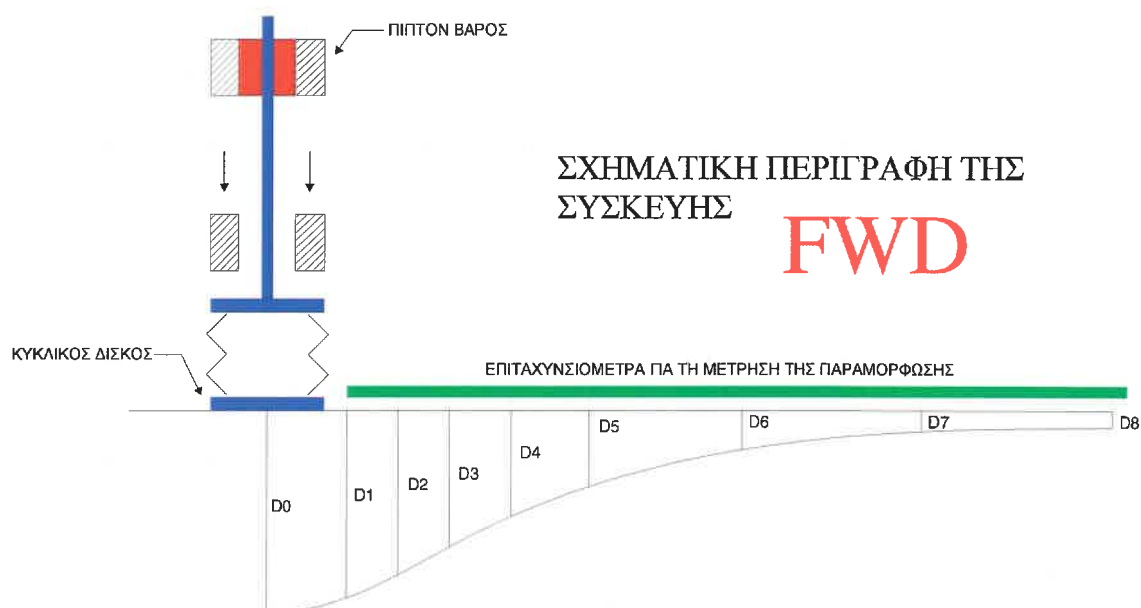 ΠΙΠΤΟΝ ΒΑΡΟΣ
ΣΧΗΜΑΤΙΚΗ ΠΕΡΙΓΡΑΦΗ ΤΗΣ
ΣΥΣΚΕΥΗΣ
FWD
ΚΥΚΛΙΚΟΣ ΔΙΣΚΟΣ
ΕΠΙΤΑΧΥΝΣΙΟΜΕΤΡΑ ΓΙΑ ΤΗ ΜΕΤΡΗΣΗ ΤΗΣ ΠΑΡΑΜΟΡΦΩΣΗΣ
D0
D1
D2
D3
D4
D5
D6
D7
D8